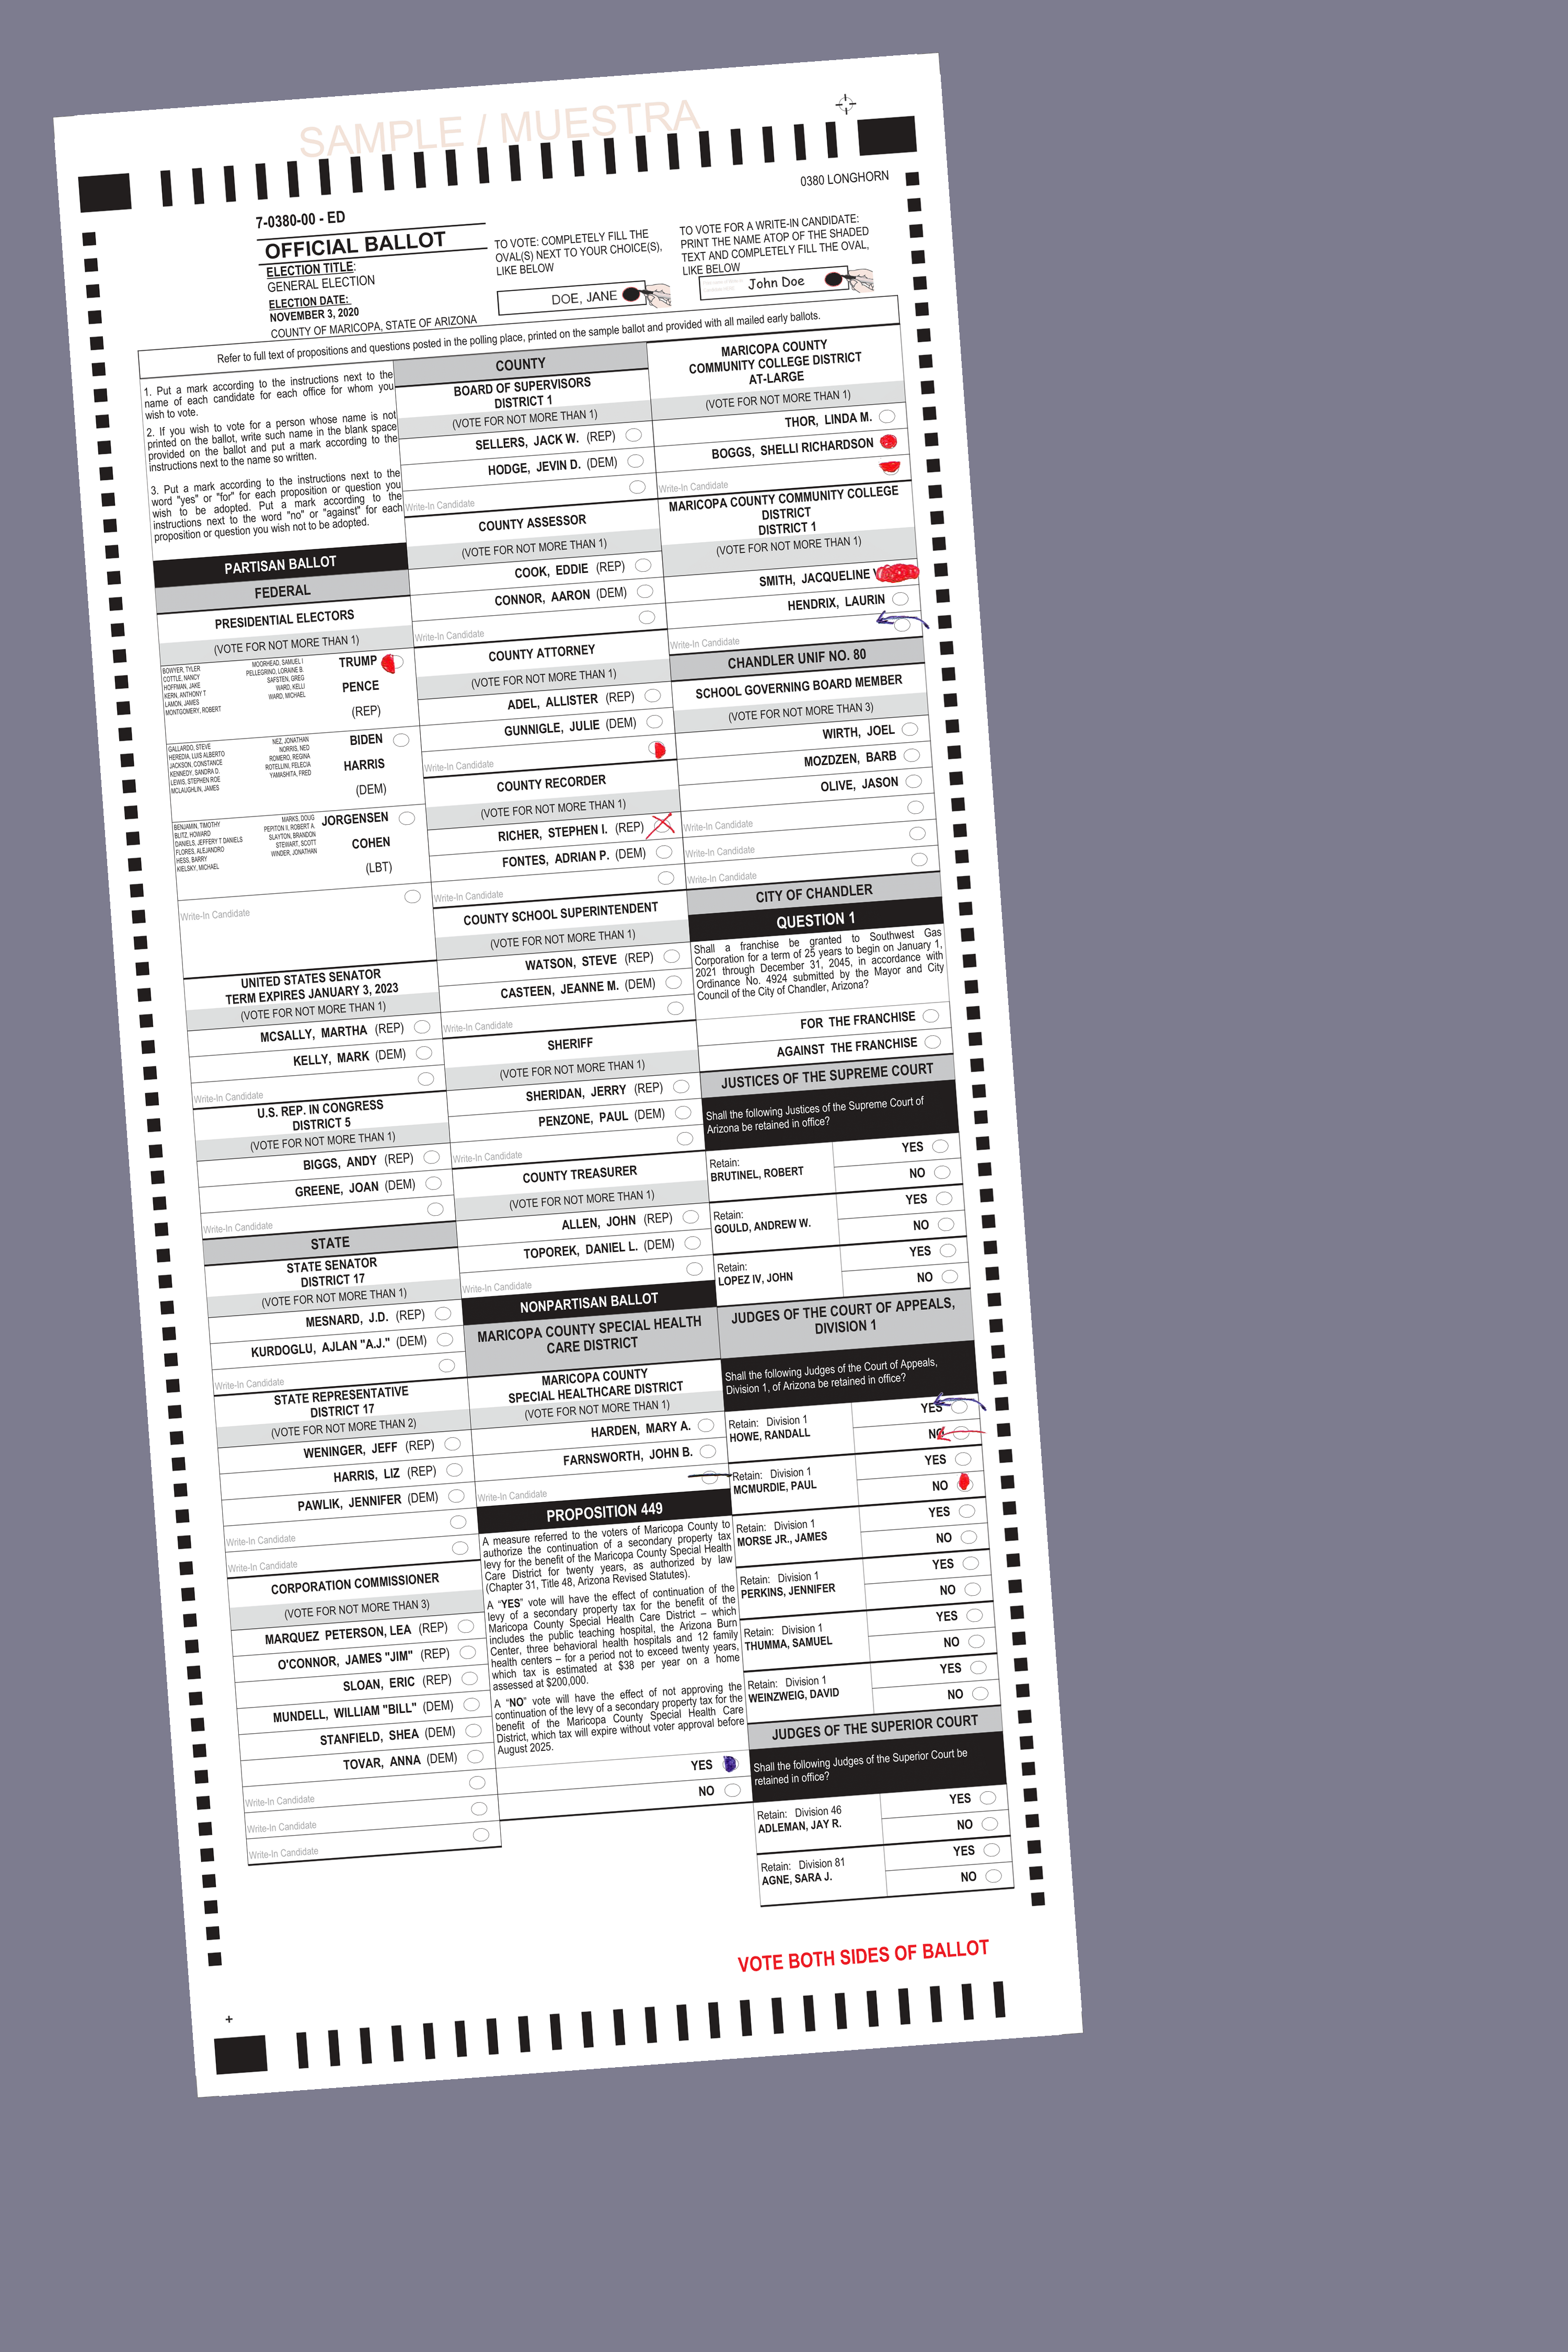 SAMPLE / MUESTRA
0380 LONGHORN
7-0380-00 - ED
OFFICIAL BALLOT
ELECTION TITLE:
GENERAL ELECTION
ELECTION DATE:
NOVEMBER 3, 2020
COUNTY OF MARICOPA, STATE OF ARIZONA
TO VOTE: COMPLETELY FILL THE
OVAL(S) NEXT TO YOUR CHOICE(S),
LIKE BELOW
DOE, JANE
TO VOTE FOR A WRITE-IN CANDIDATE:
PRINT THE NAME ATOP OF THE SHADED
TEXT AND COMPLETELY FILL THE OVAL,
LIKE BELOW
John Doe
Refer to full text of propositions and questions posted in the polling place, printed on the sample ballot and provided with all mailed early ballots.
1. Put a mark according to the instructions next to the
name of each candidate for each office for whom you
wish to vote.
2. If you wish to vote for a person whose name is not
printed on the ballot, write such name in the blank space
provided on the ballot and put a mark according to the
instructions next to the name so written.
3. Put a mark according to the instructions next to the
word "yes" or "for" for each proposition or question you
wish to be adopted. Put a mark according to the
instructions next to the word "no" or "against" for each
proposition or question you wish not to be adopted.
PARTISAN BALLOT
FEDERAL
PRESIDENTIAL ELECTORS
(VOTE FOR NOT MORE THAN 1)
BOWYER, TYLER
COTTLE, NANCY
HOFFMAN, JAKE
KERN, ANTHONY T
LAMON, JAMES
MONTGOMERY, ROBERT
MOORHEAD, SAMUEL I
PELLEGRINO, LORAINE B.
SAFSTEN, GREG
WARD, KELLI
WARD, MICHAEL
TRUMP
PENCE
(REP)
GALLARDO, STEVE
HEREDIA, LUIS ALBERTO
JACKSON, CONSTANCE
KENNEDY, SANDRA D.
LEWIS, STEPHEN ROE
MCLAUGHLIN, JAMES
NEZ, JONATHAN
NORRIS, NED
ROMERO, REGINA
ROTELLINI, FELECIA
YAMASHITA, FRED
BIDEN
HARRIS
(DEM)
BENJAMIN, TIMOTHY
BLITZ, HOWARD
DANIELS, JEFFERY T DANIELS
FLORES, ALEJANDRO
HESS, BARRY
KIELSKY, MICHAEL
MARKS, DOUG
PEPITON II, ROBERT A.
SLAYTON, BRANDON
STEWART, SCOTT
WINDER, JONATHAN
JORGENSEN
COHEN
(LBT)
Write-In Candidate
UNITED STATES SENATOR
TERM EXPIRES JANUARY 3, 2023
(VOTE FOR NOT MORE THAN 1)
MCSALLY, MARTHA (REP)
KELLY, MARK (DEM)
Write-In Candidate
U.S. REP. IN CONGRESS
DISTRICT 5
(VOTE FOR NOT MORE THAN 1)
BIGGS, ANDY (REP)
GREENE, JOAN (DEM)
Write-In Candidate
STATE
STATE SENATOR
DISTRICT 17
(VOTE FOR NOT MORE THAN 1)
MESNARD, J.D. (REP)
KURDOGLU, AJLAN "A.J." (DEM)
Write-In Candidate
STATE REPRESENTATIVE
DISTRICT 17
(VOTE FOR NOT MORE THAN 2)
WENINGER, JEFF (REP)
HARRIS, LIZ (REP)
PAWLIK, JENNIFER (DEM)
Write-In Candidate
Write-In Candidate
CORPORATION COMMISSIONER
(VOTE FOR NOT MORE THAN 3)
MARQUEZ PETERSON, LEA (REP)
O'CONNOR, JAMES "JIM" (REP)
SLOAN, ERIC (REP)
MUNDELL, WILLIAM "BILL" (DEM)
STANFIELD, SHEA (DEM)
TOVAR, ANNA (DEM)
Write-In Candidate
Write-In Candidate
Write-In Candidate
COUNTY
BOARD OF SUPERVISORS
DISTRICT 1
(VOTE FOR NOT MORE THAN 1)
SELLERS, JACK W. (REP)
HODGE, JEVIN D. (DEM)
Write-In Candidate
COUNTY ASSESSOR
(VOTE FOR NOT MORE THAN 1)
COOK, EDDIE (REP)
CONNOR, AARON (DEM)
Write-In Candidate
COUNTY ATTORNEY
(VOTE FOR NOT MORE THAN 1)
ADEL, ALLISTER (REP)
GUNNIGLE, JULIE (DEM)
Write-In Candidate
COUNTY RECORDER
(VOTE FOR NOT MORE THAN 1)
RICHER, STEPHEN I. (REP)
FONTES, ADRIAN P. (DEM)
Write-In Candidate
COUNTY SCHOOL SUPERINTENDENT
(VOTE FOR NOT MORE THAN 1)
WATSON, STEVE (REP)
CASTEEN, JEANNE M. (DEM)
Write-In Candidate
SHERIFF
(VOTE FOR NOT MORE THAN 1)
SHERIDAN, JERRY (REP)
PENZONE, PAUL (DEM)
Write-In Candidate
COUNTY TREASURER
(VOTE FOR NOT MORE THAN 1)
ALLEN, JOHN (REP)
TOPOREK, DANIEL L. (DEM)
Write-In Candidate
NONPARTISAN BALLOT
MARICOPA COUNTY SPECIAL HEALTH
CARE DISTRICT
MARICOPA COUNTY
SPECIAL HEALTHCARE DISTRICT
(VOTE FOR NOT MORE THAN 1)
HARDEN, MARY A.
FARNSWORTH, JOHN B.
Write-In Candidate
PROPOSITION 449
A measure referred to the voters of Maricopa County to
authorize the continuation of a secondary property tax
levy for the benefit of the Maricopa County Special Health
Care District for twenty years, as authorized by law
(Chapter 31, Title 48, Arizona Revised Statutes).
A “YES” vote will have the effect of continuation of the
levy of a secondary property tax for the benefit of the
Maricopa County Special Health Care District – which
includes the public teaching hospital, the Arizona Burn
Center, three behavioral health hospitals and 12 family
health centers – for a period not to exceed twenty years,
which tax is estimated at $38 per year on a home
assessed at $200,000.
A “NO” vote will have the effect of not approving the
continuation of the levy of a secondary property tax for the
benefit of the Maricopa County Special Health Care
District, which tax will expire without voter approval before
August 2025.
YES
NO
MARICOPA COUNTY
COMMUNITY COLLEGE DISTRICT
AT-LARGE
(VOTE FOR NOT MORE THAN 1)
THOR, LINDA M.
BOGGS, SHELLI RICHARDSON
Write-In Candidate
MARICOPA COUNTY COMMUNITY COLLEGE
DISTRICT
DISTRICT 1
(VOTE FOR NOT MORE THAN 1)
SMITH, JACQUELINE
HENDRIX, LAURIN
Write-In Candidate
CHANDLER UNIF NO. 80
SCHOOL GOVERNING BOARD MEMBER
(VOTE FOR NOT MORE THAN 3)
WIRTH, JOEL
MOZDZEN, BARB
OLIVE, JASON
Write-In Candidate
Write-In Candidate
Write-In Candidate
CITY OF CHANDLER
QUESTION 1
Shall a franchise be granted to Southwest Gas
Corporation for a term of 25 years to begin on January 1,
2021 through December 31, 2045, in accordance with
Ordinance No. 4924 submitted by the Mayor and City
Council of the City of Chandler, Arizona?
FOR THE FRANCHISE
AGAINST THE FRANCHISE
JUSTICES OF THE SUPREME COURT
Shall the following Justices of the Supreme Court of
Arizona be retained in office?
Retain:
BRUTINEL, ROBERT
YES
NO
Retain:
GOULD, ANDREW W.
YES
NO
Retain:
LOPEZ IV, JOHN
YES
NO
JUDGES OF THE COURT OF APPEALS,
DIVISION 1
Shall the following Judges of the Court of Appeals,
Division 1, of Arizona be retained in office?
Retain: Division 1
HOWE, RANDALL
YES
NO
Retain: Division 1
MCMURDIE, PAUL
YES
NO
Retain: Division 1
MORSE JR., JAMES
YES
NO
Retain: Division 1
PERKINS, JENNIFER
YES
NO
Retain: Division 1
THUMMA, SAMUEL
YES
NO
Retain: Division 1
WEINZWEIG, DAVID
YES
NO
JUDGES OF THE SUPERIOR COURT
Shall the following Judges of the Superior Court be
retained in office?
Retain: Division 46
ADLEMAN, JAY R.
YES
NO
Retain: Division 81
AGNE, SARA J.
YES
NO
VOTE BOTH SIDES OF BALLOT